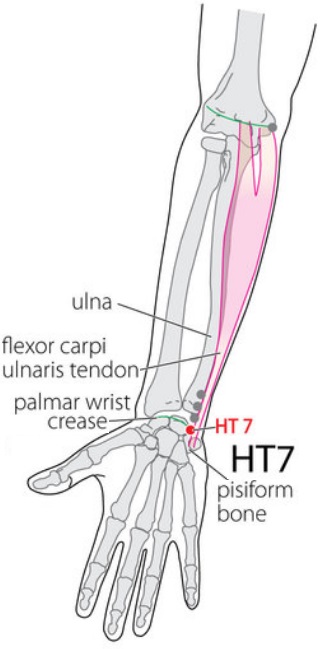 ulna
flexor carpi
ulnaris tendon
palmar wrist
crease
HT 7
HT7
pisiform
bone